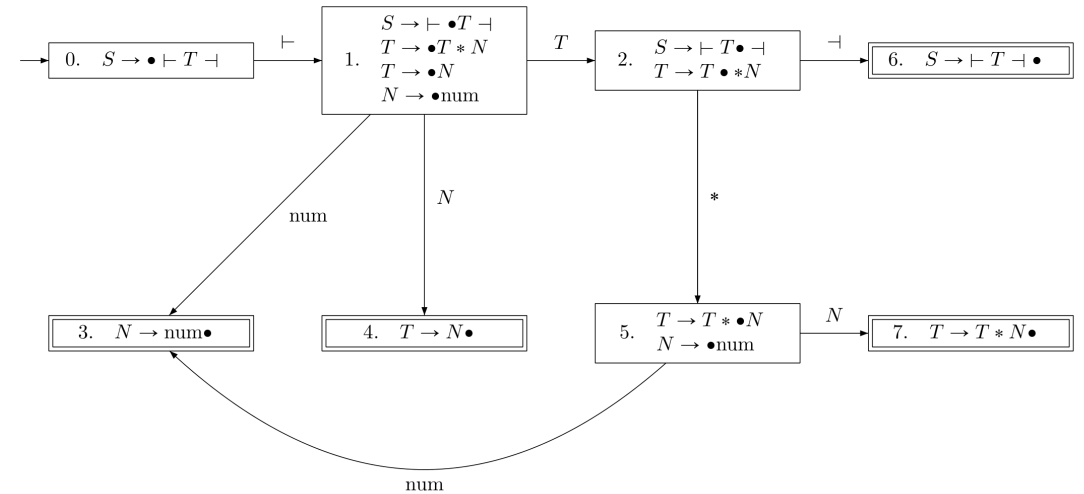 0. S → • ⊢ T ⊣
⊢
1.
S → ⊢ •T ⊣
T → •T ∗ N
T → •N
N → •num
T
2.
S → ⊢ T• ⊣
T → T • ∗N
⊣
6. S → ⊢ T ⊣ •
num
N
∗
3. N → num•
4. T → N•
5.
T → T ∗ •N
N → •num
N
7. T → T ∗ N•
num